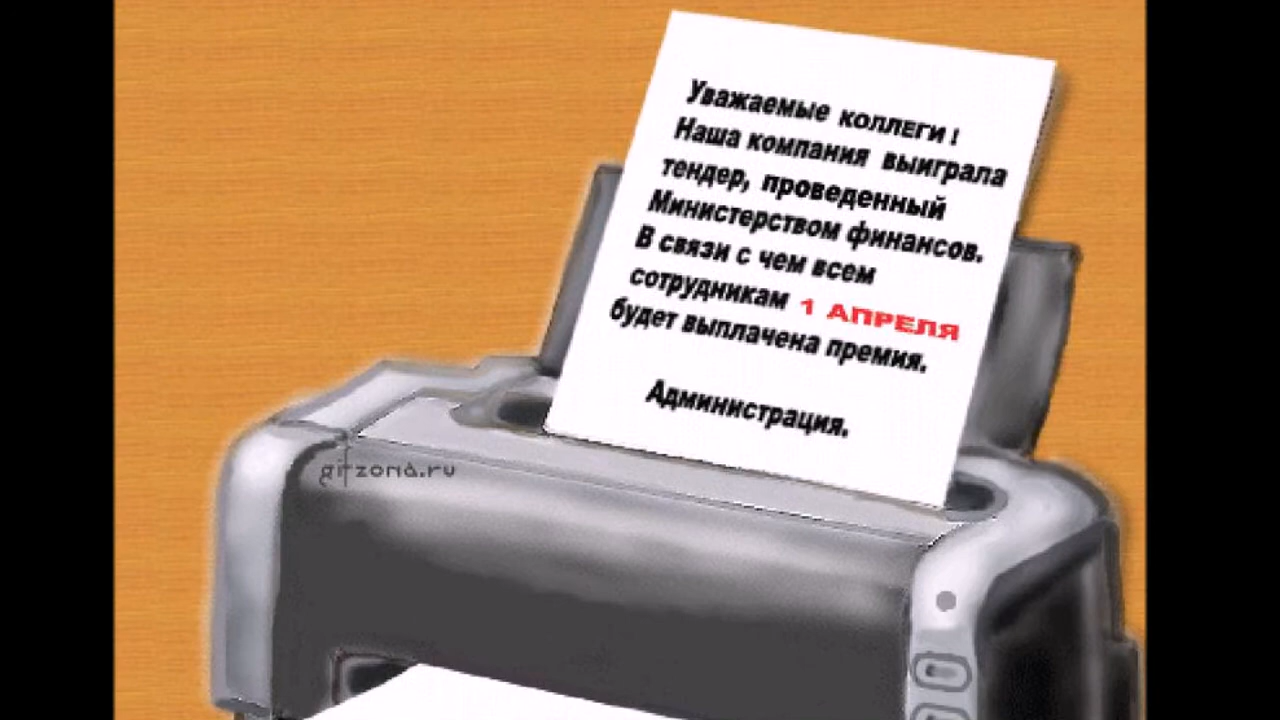 Уважаемые коллеги!
Наша компания выиграла
тендер, проведенный
Министерством финансов.
В связи с чем всем
сотрудникам 1 АПРЕЛЯ
будет выплачена премия.
Администрация.
gifzona.ru